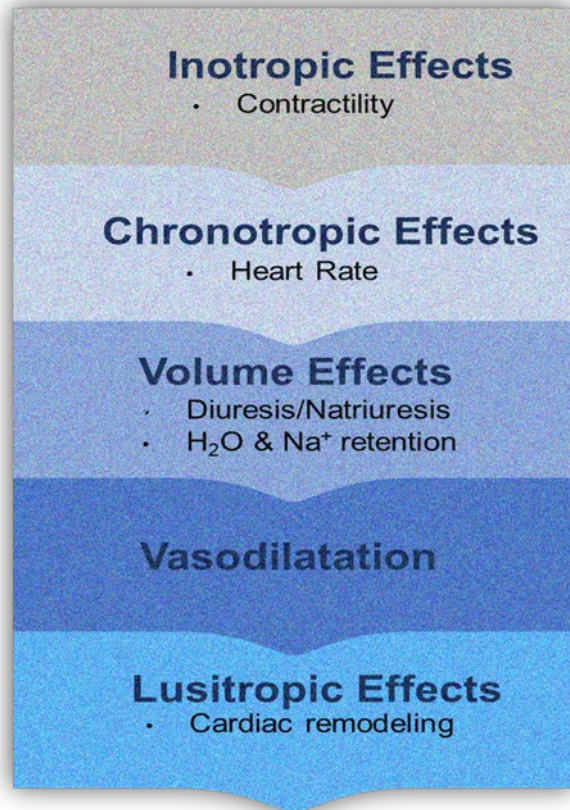 Inotropic Effects
• Contractility
Chronotropic Effects
• Heart Rate
Volume Effects
• Diuresis/Natriuresis
• H₂O & Na⁺ retention
Vasodilatation
Lusitropic Effects
• Cardiac remodeling